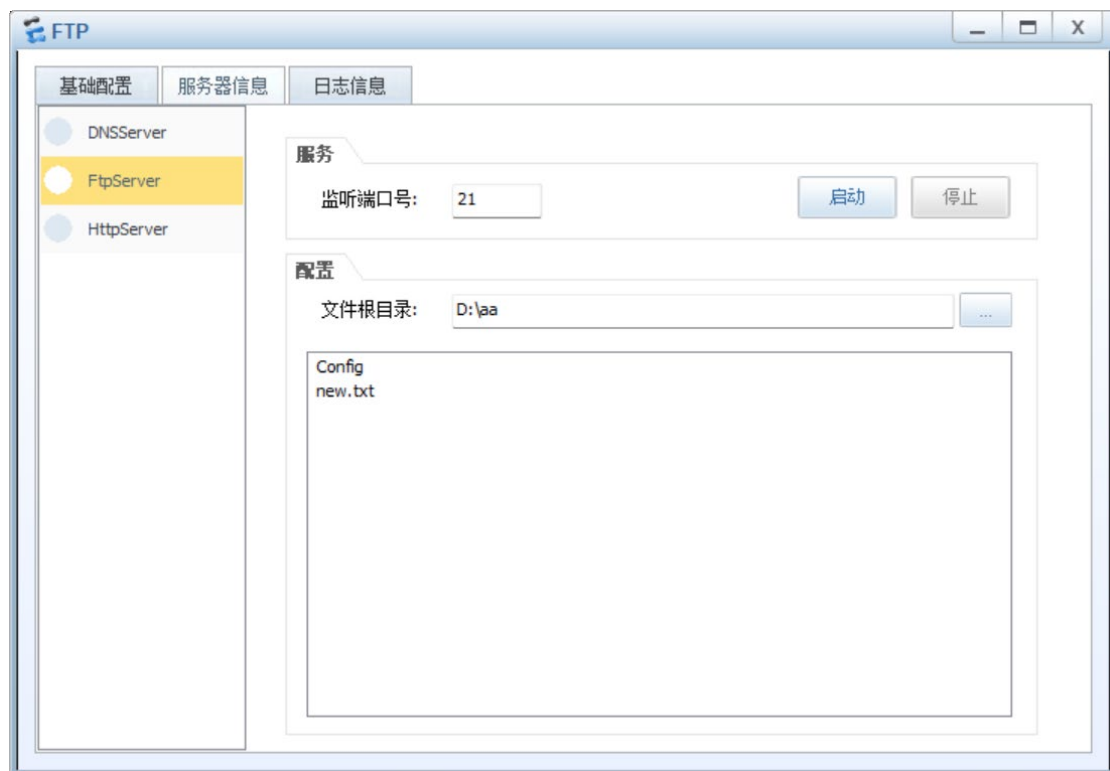 FTP
X
基础配置 服务器信息 日志信息
DNSServer
FtpServer
HttpServer
服务
监听端口号: 21 启动 停止
配置
文件根目录: D:\aa ...
Config
new.txt